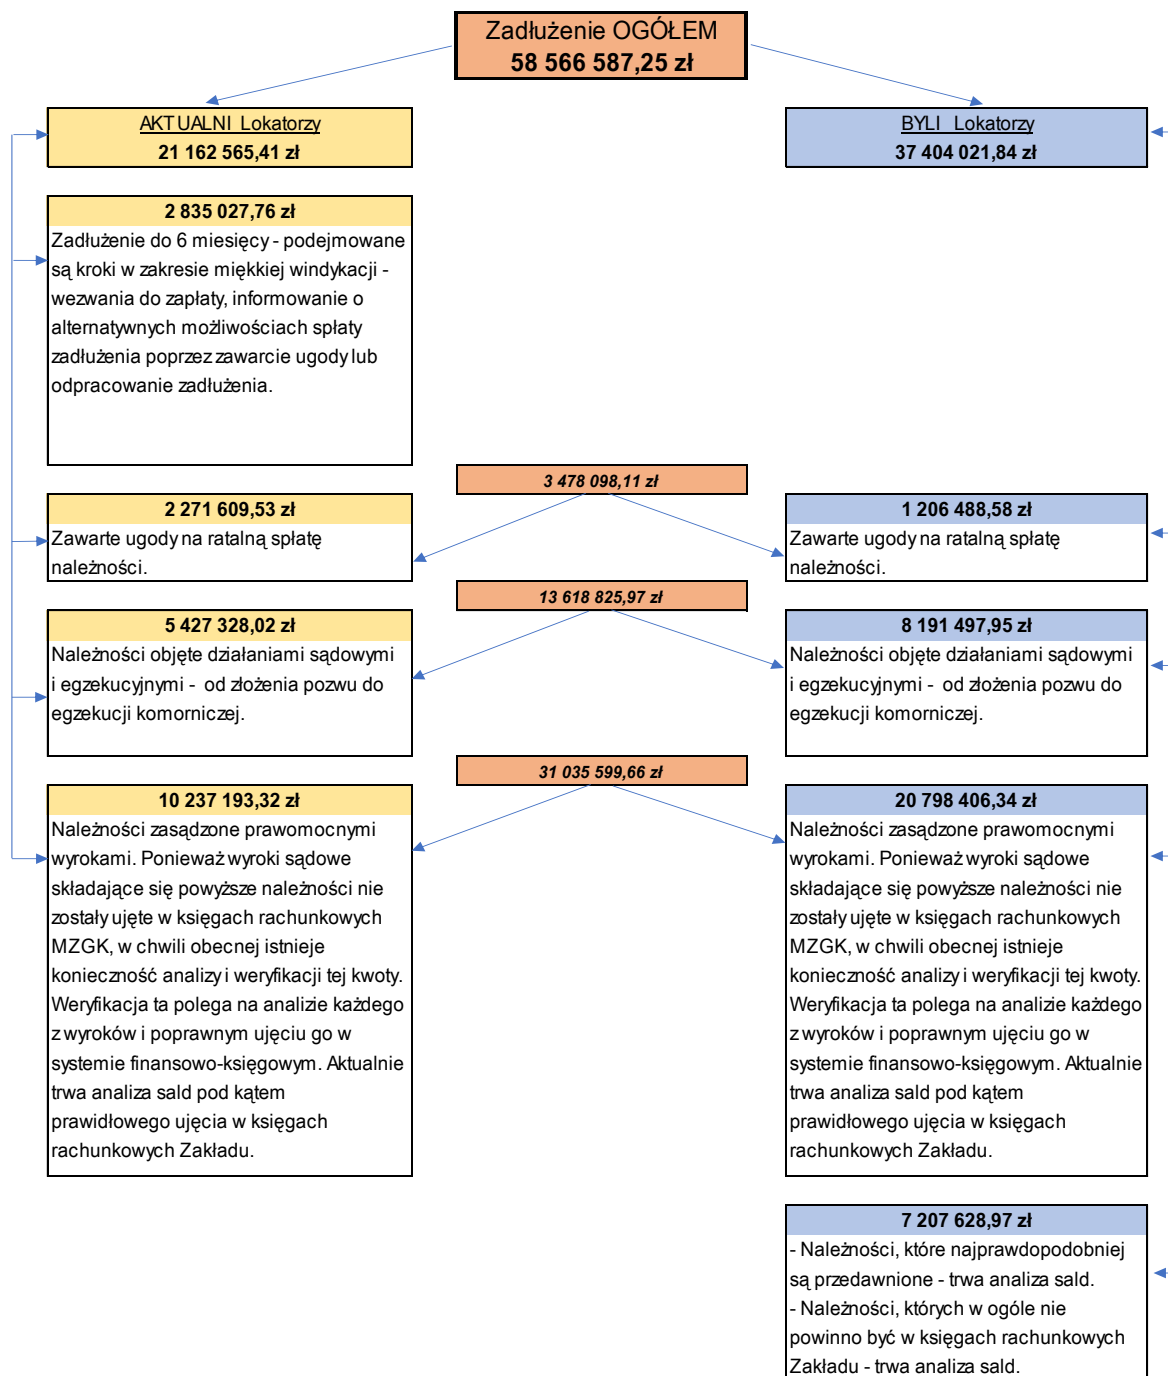 Zadłużenie OGÓŁEM
58 566 587,25 zł
AKTUALNI Lokatorzy
21 162 565,41 zł
BYLI Lokatorzy
37 404 021,84 zł
2 835 027,76 zł
Zadłużenie do 6 miesięcy - podejmowane
są kroki w zakresie miękkiej windykacji -
wezwania do zapłaty, informowanie o
alternatywnych możliwościach spłaty
zadłużenia poprzez zawarcie ugody lub
odpracowanie zadłużenia.
3 478 098,11 zł
2 271 609,53 zł
Zawarte ugody na ratalną spłatę
należności.
1 206 488,58 zł
Zawarte ugody na ratalną spłatę
należności.
13 618 825,97 zł
5 427 328,02 zł
Należności objęte działaniami sądowymi
i egzekucyjnymi - od złożenia pozwu do
egzekucji komorniczej.
8 191 497,95 zł
Należności objęte działaniami sądowymi
i egzekucyjnymi - od złożenia pozwu do
egzekucji komorniczej.
31 035 599,66 zł
10 237 193,32 zł
Należności zasądzone prawomocnymi
wyrokami. Ponieważ wyroki sądowe
składające się powyższe należności nie
zostały ujęte w księgach rachunkowych
MZGK, w chwili obecnej istnieje
konieczność analizy i weryfikacji tej kwoty.
Weryfikacja ta polega na analizie każdego
z wyroków i poprawnym ujęciu go w
systemie finansowo-księgowym. Aktualnie
trwa analiza sald pod kątem
prawidłowego ujęcia w księgach
rachunkowych Zakładu.
20 798 406,34 zł
Należności zasądzone prawomocnymi
wyrokami. Ponieważ wyroki sądowe
składające się powyższe należności nie
zostały ujęte w księgach rachunkowych
MZGK, w chwili obecnej istnieje
konieczność analizy i weryfikacji tej kwoty.
Weryfikacja ta polega na analizie każdego
z wyroków i poprawnym ujęciu go w
systemie finansowo-księgowym. Aktualnie
trwa analiza sald pod kątem
prawidłowego ujęcia w księgach
rachunkowych Zakładu.
7 207 628,97 zł
- Należności, które najprawdopodobniej
są przedawnione - trwa analiza sald.
- Należności, których w ogóle nie
powinno być w księgach rachunkowych
Zakładu - trwa analiza sald.